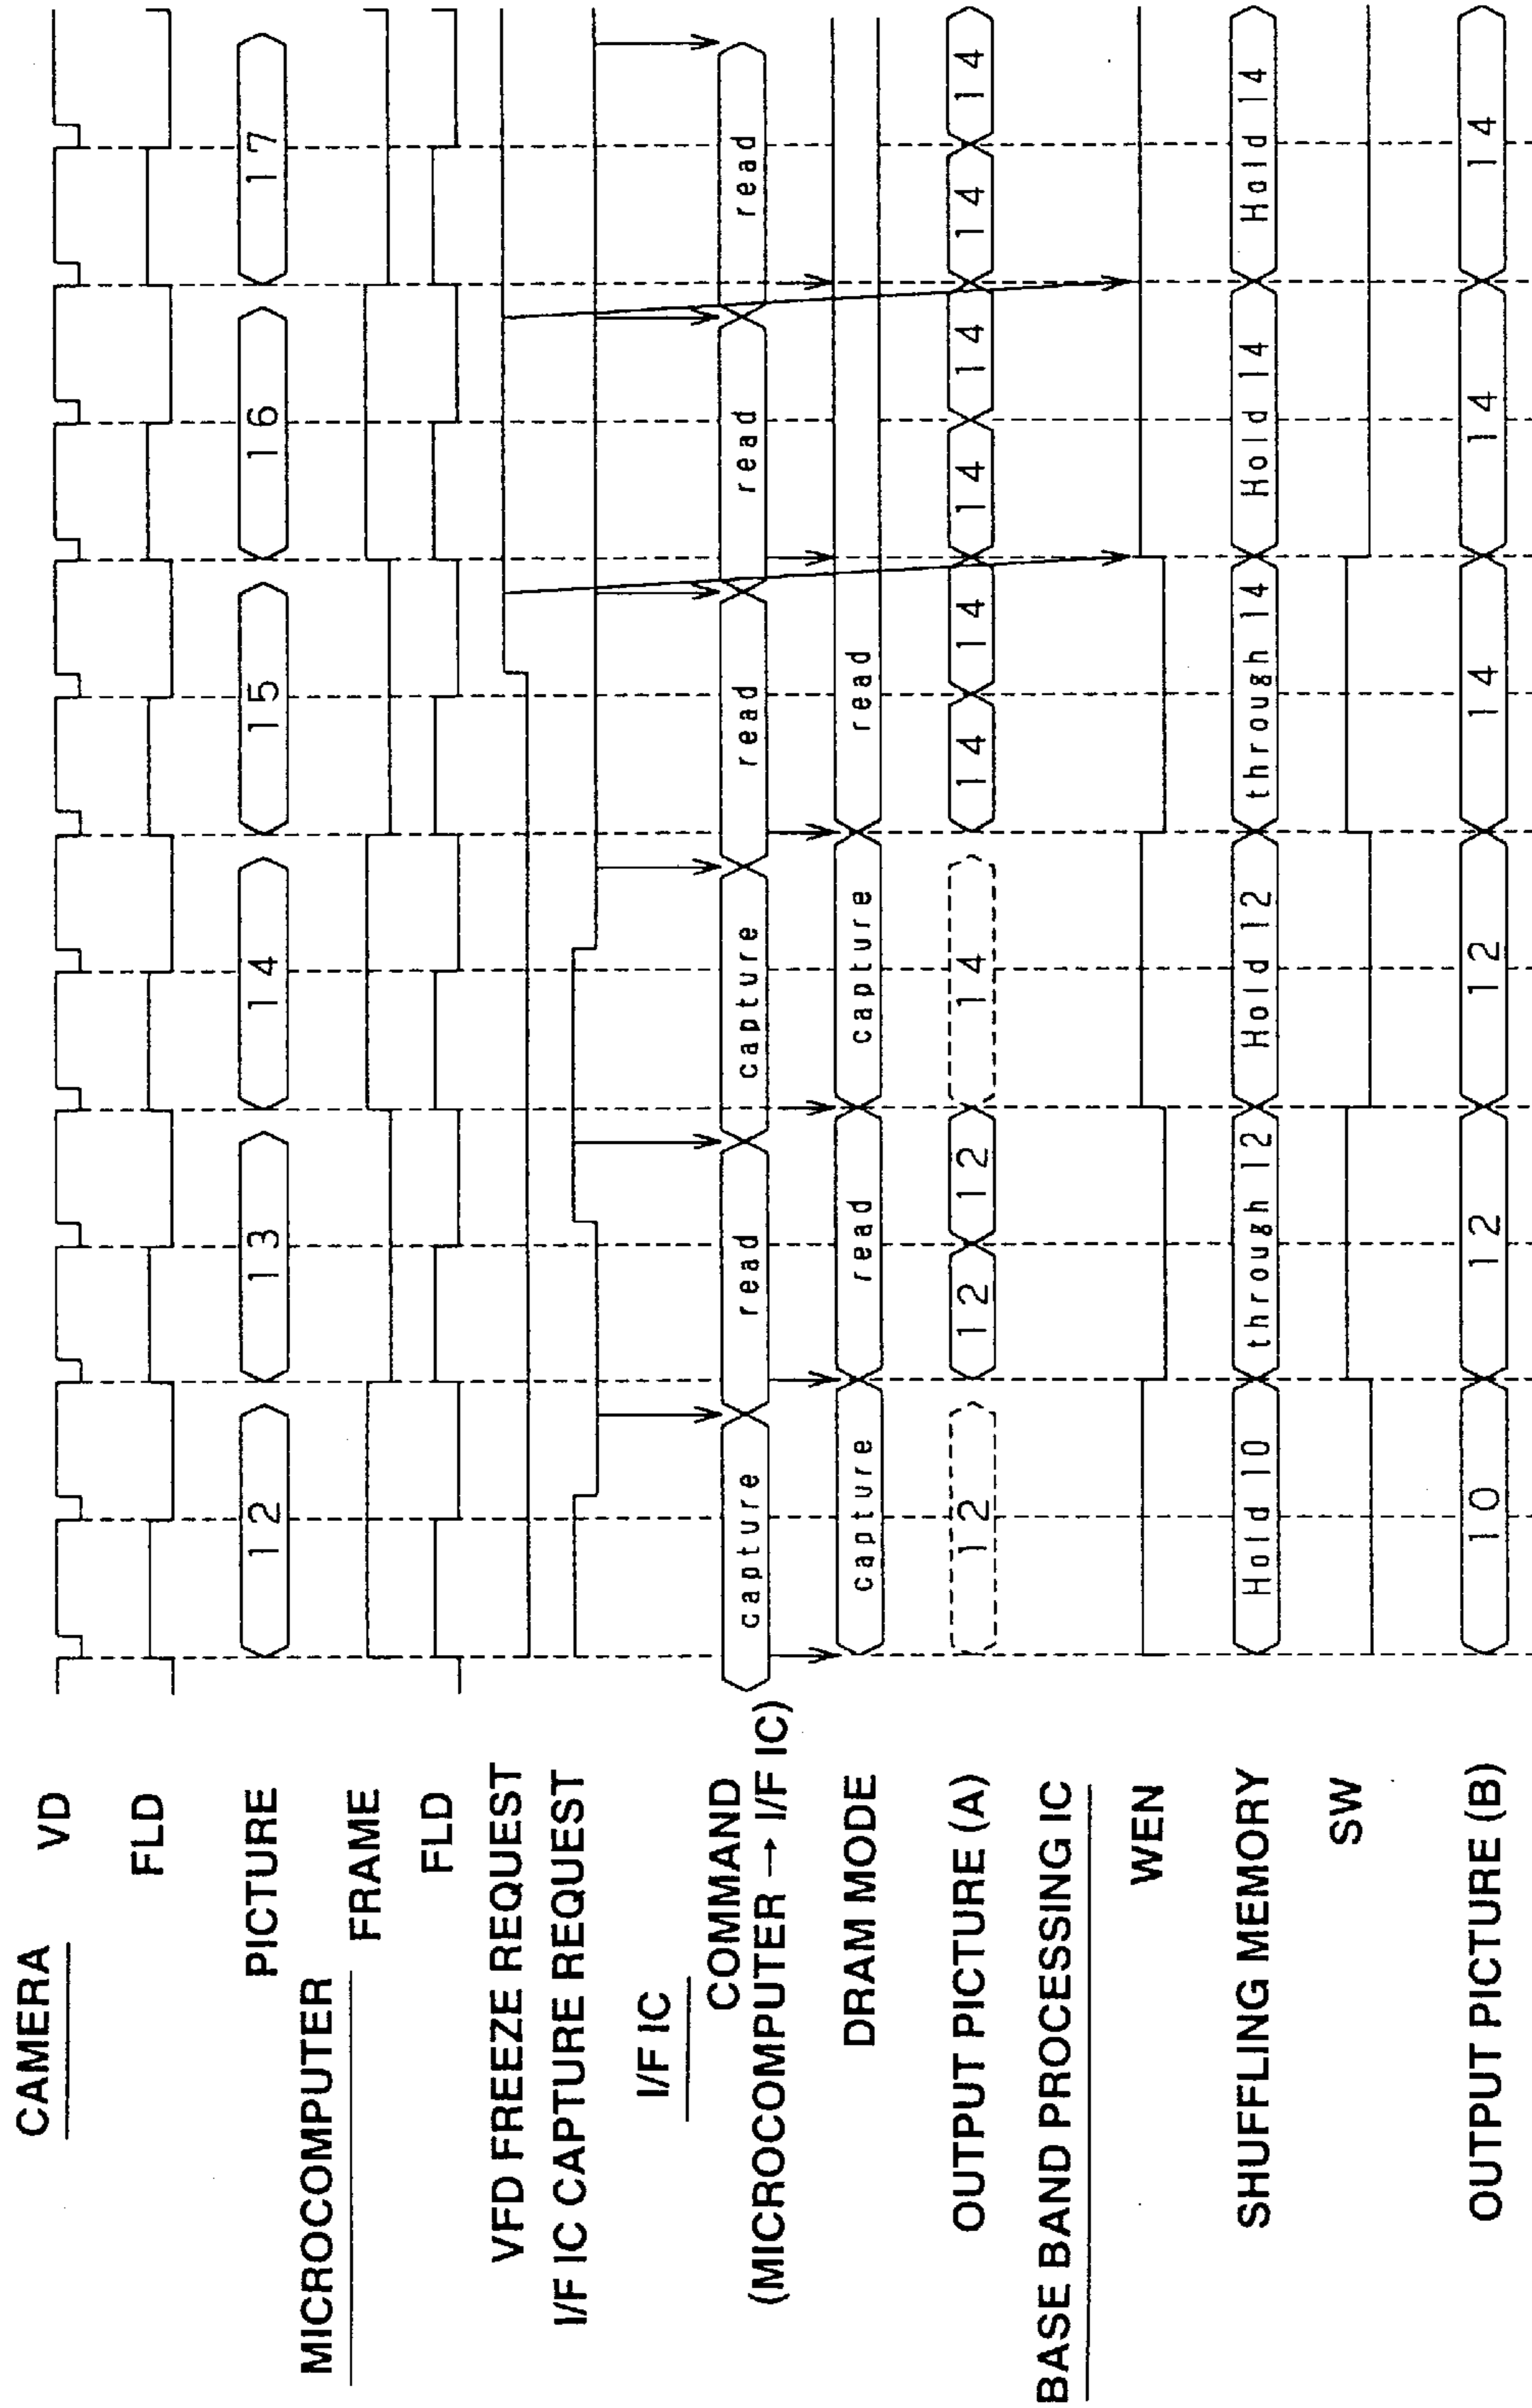 CAMERA
VD
FLD
PICTURE 12 13 14 15 16 17
MICROCOMPUTER
FRAME
FLD
VFD FREEZE REQUEST
I/F IC CAPTURE REQUEST
I/F IC
COMMAND capture read capture read read read
(MICROCOMPUTER → I/F IC)
DRAM MODE capture read capture read
OUTPUT PICTURE (A) 12 12 12 14 14 14 14 14 14 14
BASE BAND PROCESSING IC
WEN
SHUFFLING MEMORY Hold 10 through 12 Hold 12 through 14 Hold 14 Hold 14
SW
OUTPUT PICTURE (B) 10 12 12 14 14 14